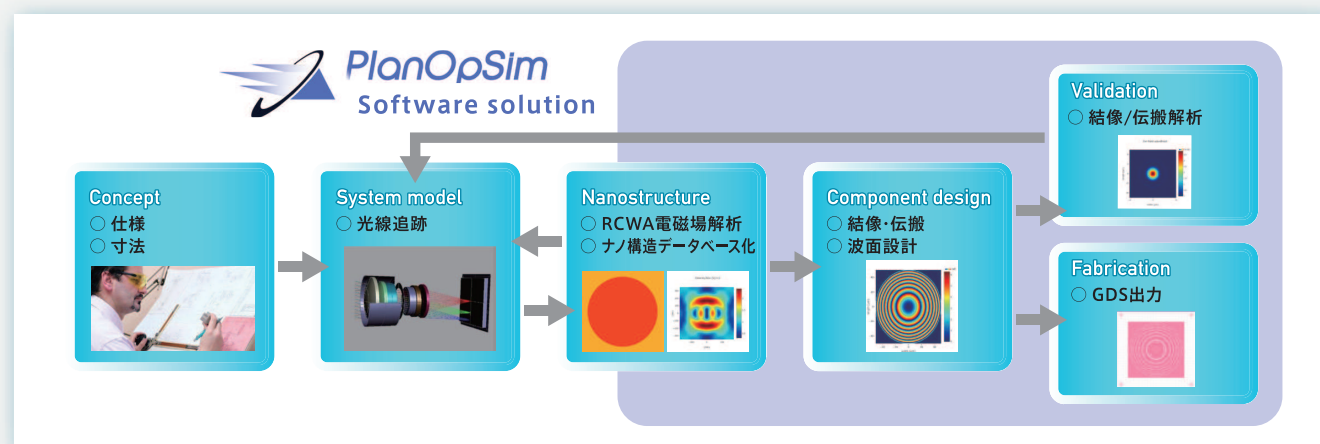 PlanOpSim
Software solution
Concept
○ 仕様
○ 寸法
System model
○ 光線追跡
Nanostructure
○ RCWA電磁場解析
○ ナノ構造データベース化
Component design
○ 結像・伝搬
○ 波面設計
Validation
○ 結像/伝搬解析
Fabrication
○ GDS出力